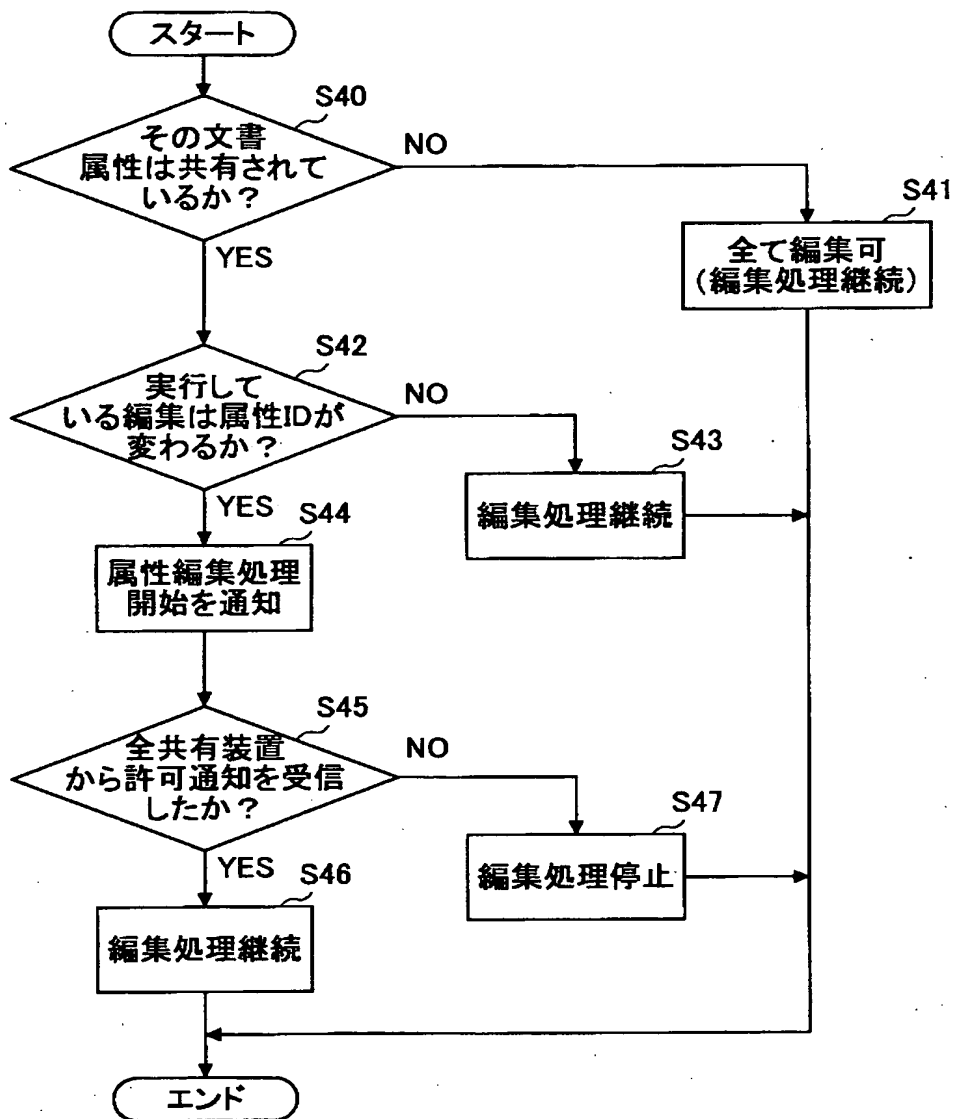 スタート
S40
その文書
属性は共有されて
いるか？
NO
YES
S41
全て編集可
(編集処理継続)
S42
実行して
いる編集は属性IDが
変わるか？
NO
YES
S43
編集処理継続
S44
属性編集処理
開始を通知
S45
全共有装置
から許可通知を受信
したか？
NO
YES
S47
編集処理停止
S46
編集処理継続
エンド